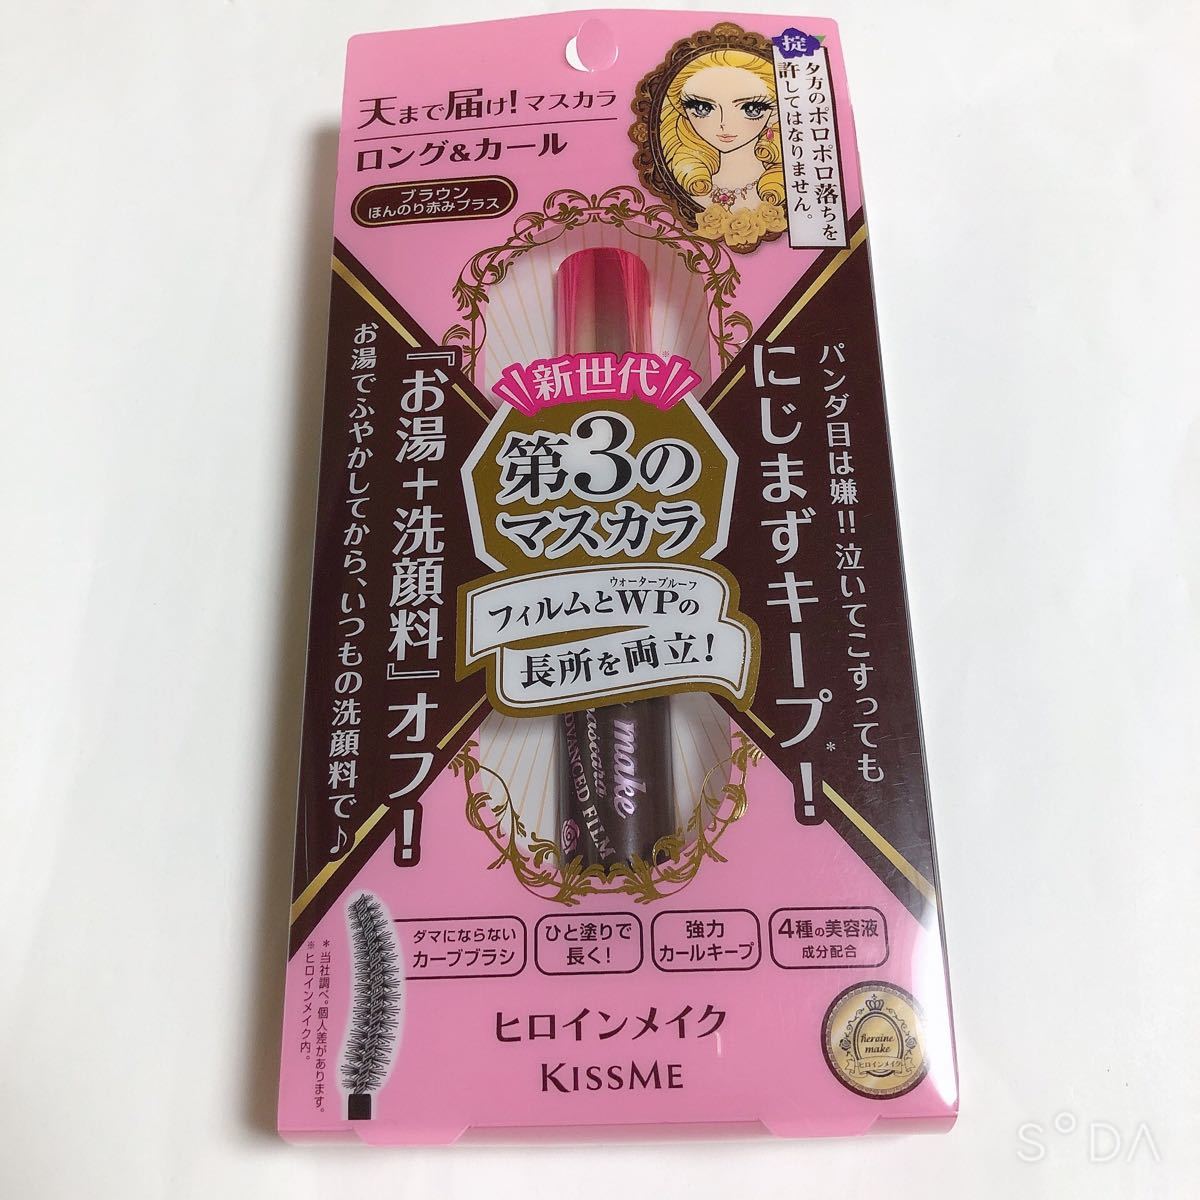 天まで届け!マスカラ
ロング&カール
ブラウン
ほんのり赤みプラス
掟
夕方のポロポロ落ちを
許してはなりません。
新世代※
第3の
マスカラ
ウォータープルーフ
フィルムとWPの
長所を両立!
パンダ目は嫌!!泣いてこすっても
にじまずキープ!*
『お湯+洗顔料』オフ!
お湯でふやかしてから、いつもの洗顔料で♪
make
mascara
ADVANCED FILM
ダマにならない
カーブブラシ
ひと塗りで
長く!
強力
カールキープ
4種の美容液
成分配合
*当社調べ。個人差があります。
※ヒロインメイク内。
ヒロインメイク
KISSME
heroine
make
ヒロインメイク
SODA